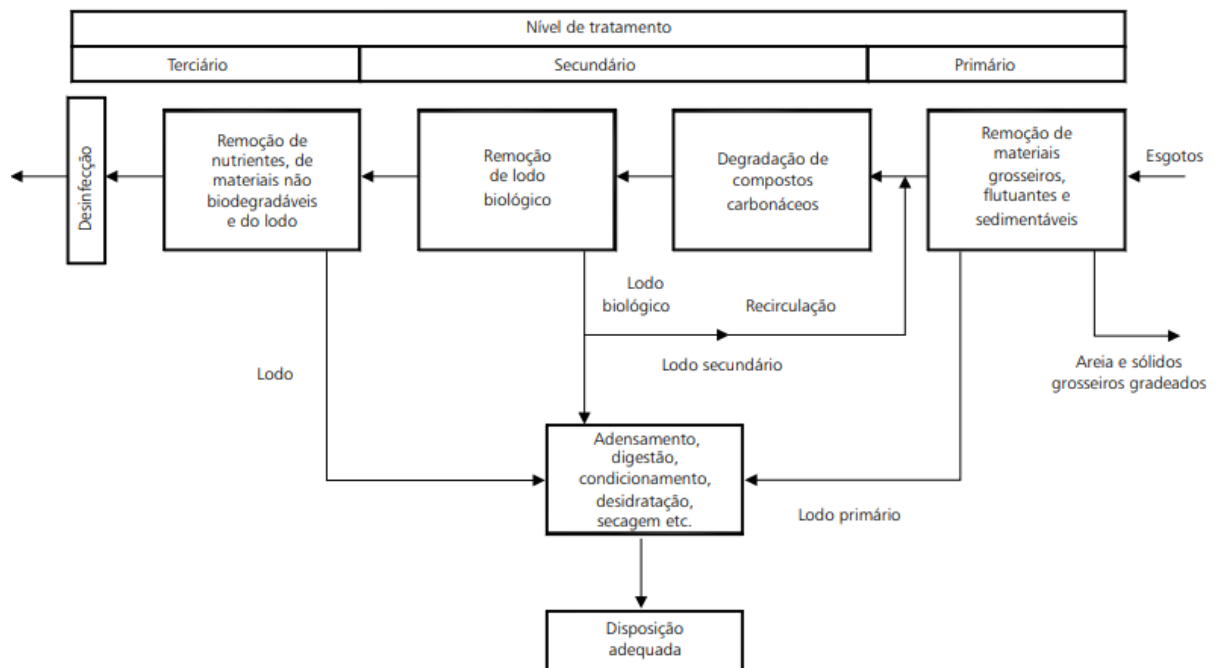 Nível de tratamento
Terciário
Secundário
Primário
Desinfecção
Remoção de
nutrientes, de
materiais não
biodegradáveis
e do lodo
Remoção
de lodo
biológico
Degradação de
compostos
carbonáceos
Remoção de
materiais
grosseiros,
flutuantes e
sedimentáveis
Esgotos
Lodo
biológico
Recirculação
Lodo secundário
Areia e sólidos
grosseiros gradeados
Lodo
Adensamento,
digestão,
condicionamento,
desidratação,
secagem etc.
Lodo primário
Disposição
adequada